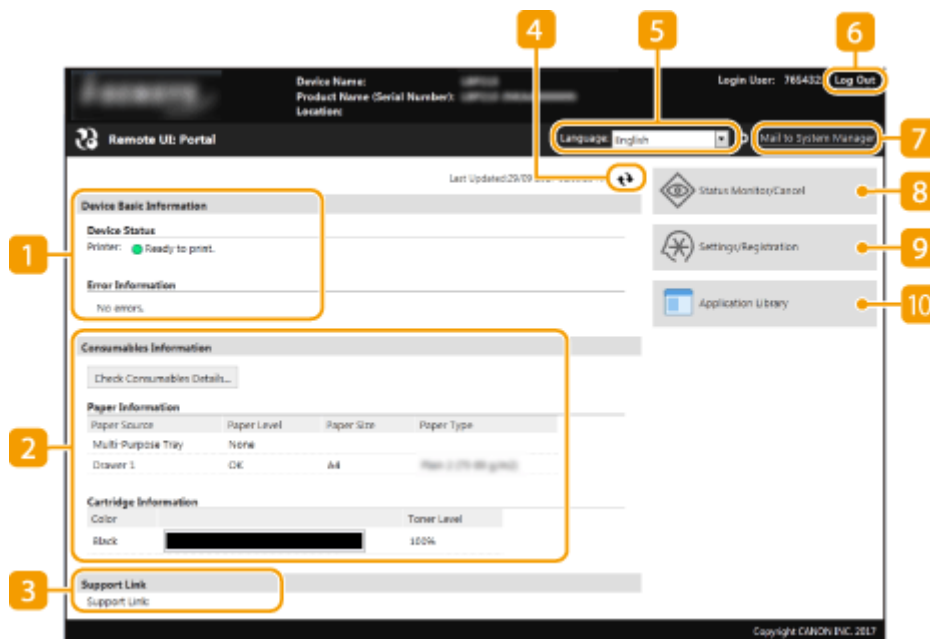 4 5 6
Device Name:
Product Name (Serial Number):
Location:
Login User: 765432 Log Out
Remote UI: Portal
Language: English
Mail to System Manager
7
Last Updated:29/09
Status Monitor/Cancel
8
Device Basic Information
Device Status
1
Printer: Ready to print.
Settings/Registration
9
Error Information
No errors.
Application Library
10
Consumables Information
Check Consumables Details...
Paper Information
Paper Source Paper Level Paper Size Paper Type
2
Multi-Purpose Tray None
Drawer 1 OK A4
Cartridge Information
Color Toner Level
Black 100%
3
Support Link
Support Link:
Copyright CANON INC. 2017